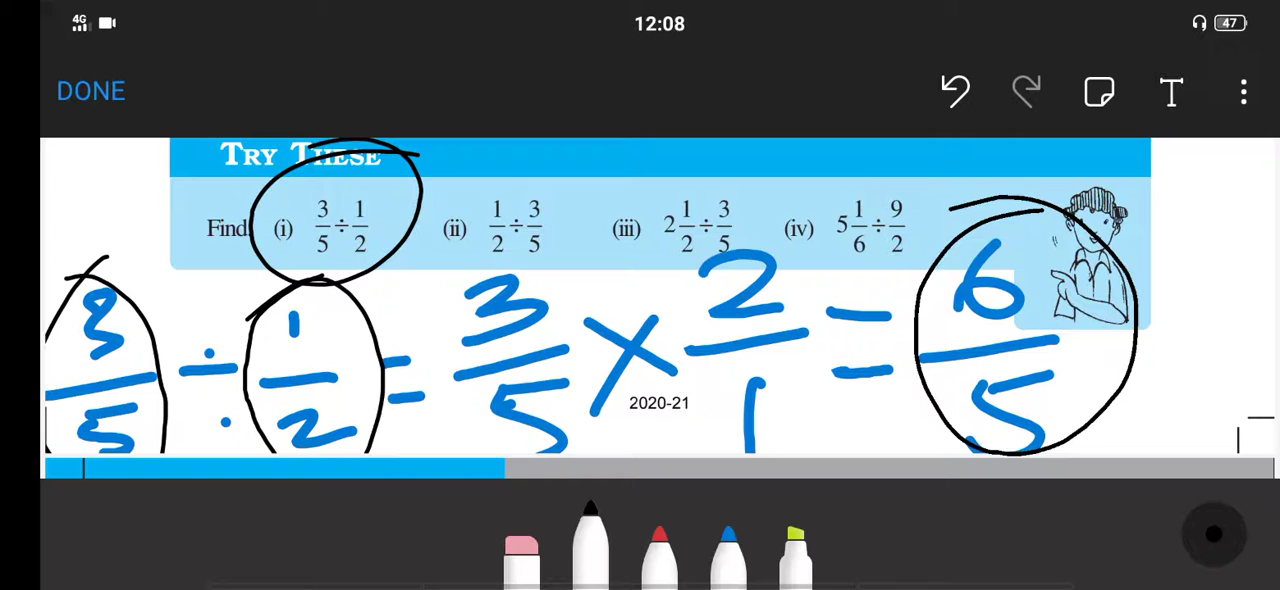 4G 12:08 47
DONE T
TRY THESE
Find (i) 3/5 ÷ 1/2 (ii) 1/2 ÷ 3/5 (iii) 2 1/2 ÷ 3/5 (iv) 5 1/6 ÷ 9/2
3/5 ÷ 1/2 = 3/5 × 2/1 = 6/5
2020-21